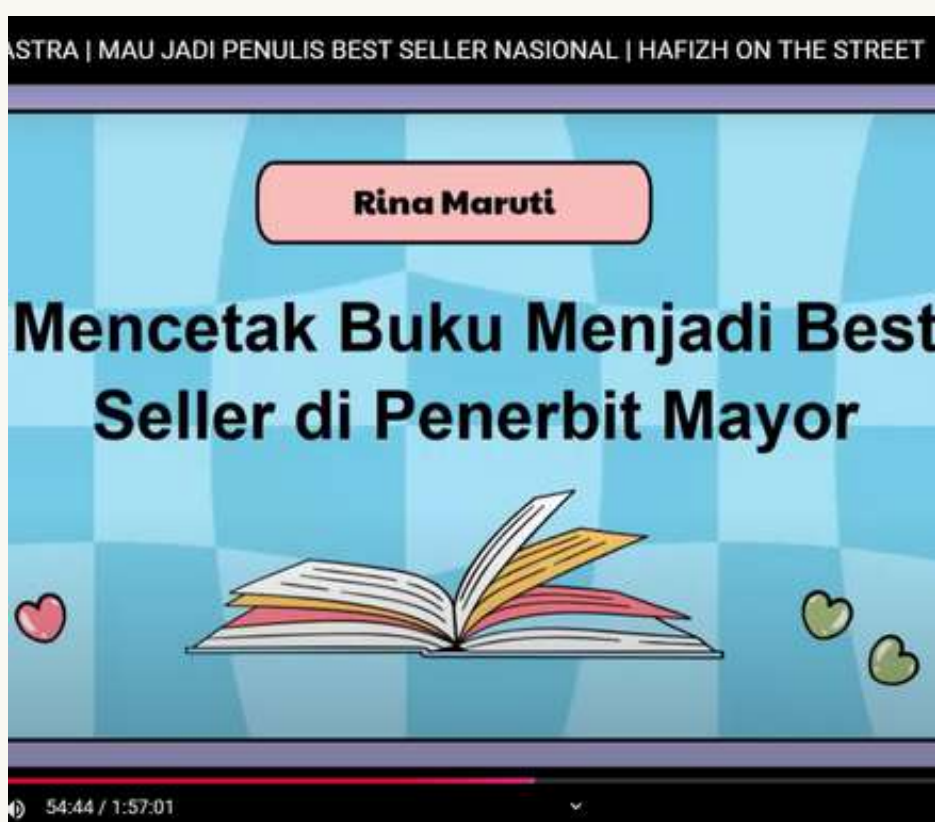 ASTRA | MAU JADI PENULIS BEST SELLER NASIONAL | HAFIZH ON THE STREET
Rina Maruti
Mencetak Buku Menjadi Best
Seller di Penerbit Mayor
54:44 / 1:57:01